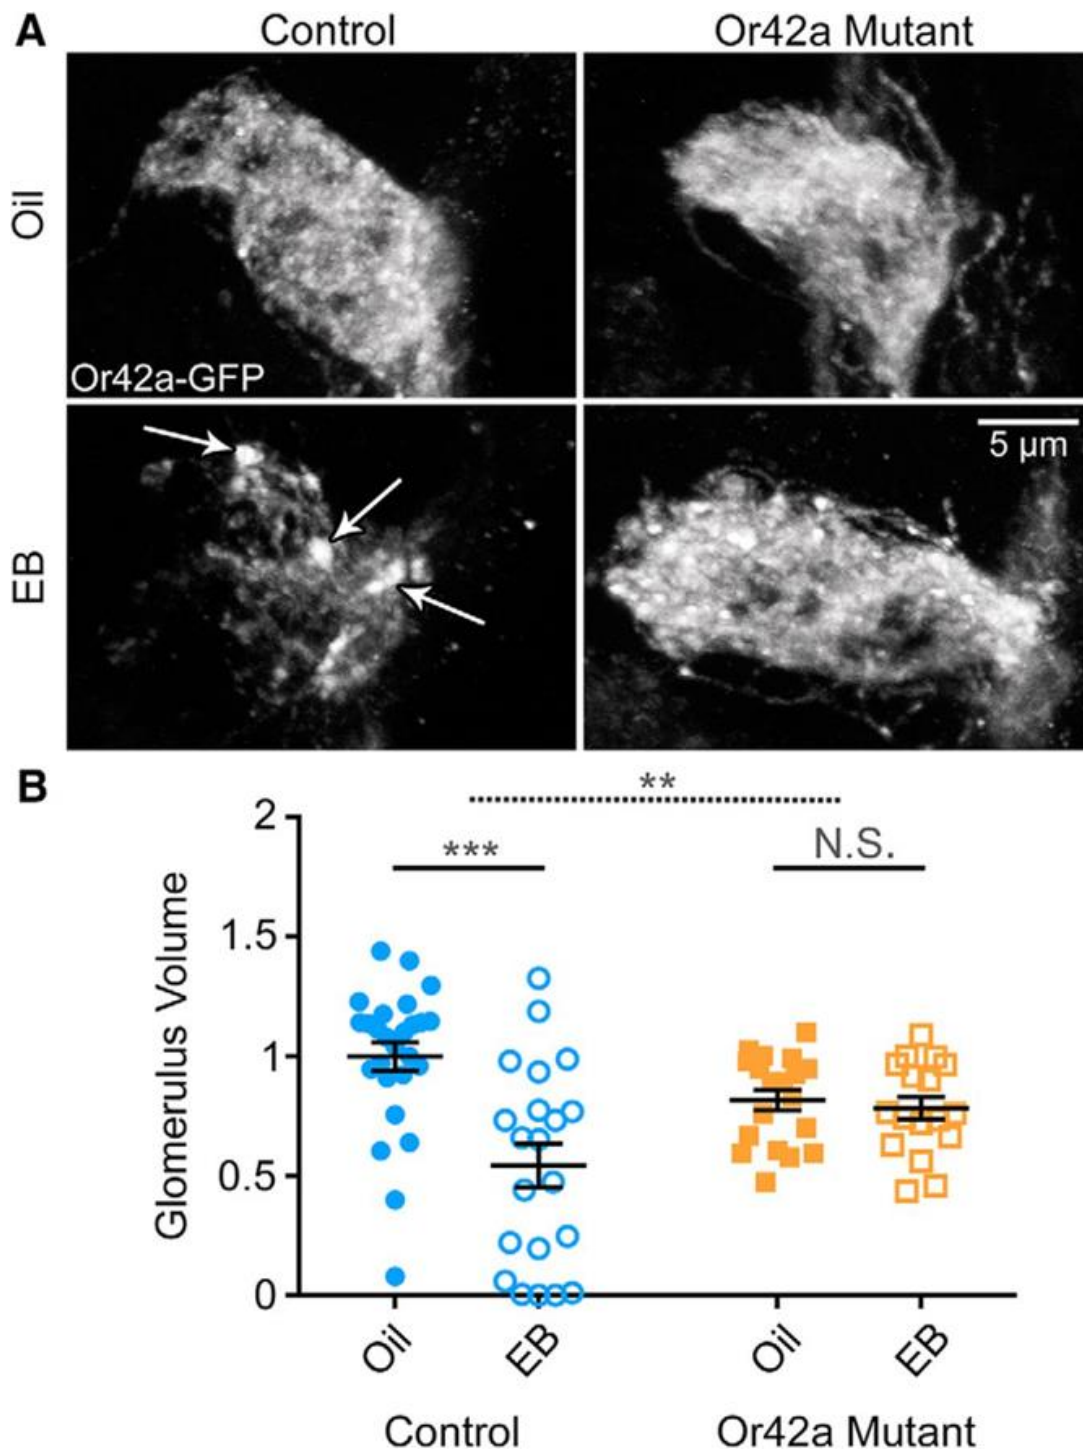 A
Control
Or42a Mutant
Oil
Or42a-GFP
EB
5 µm
B
**
2
***
N.S.
1.5
Glomerulus Volume
1
0.5
0
Oil
EB
Oil
EB
Control
Or42a Mutant